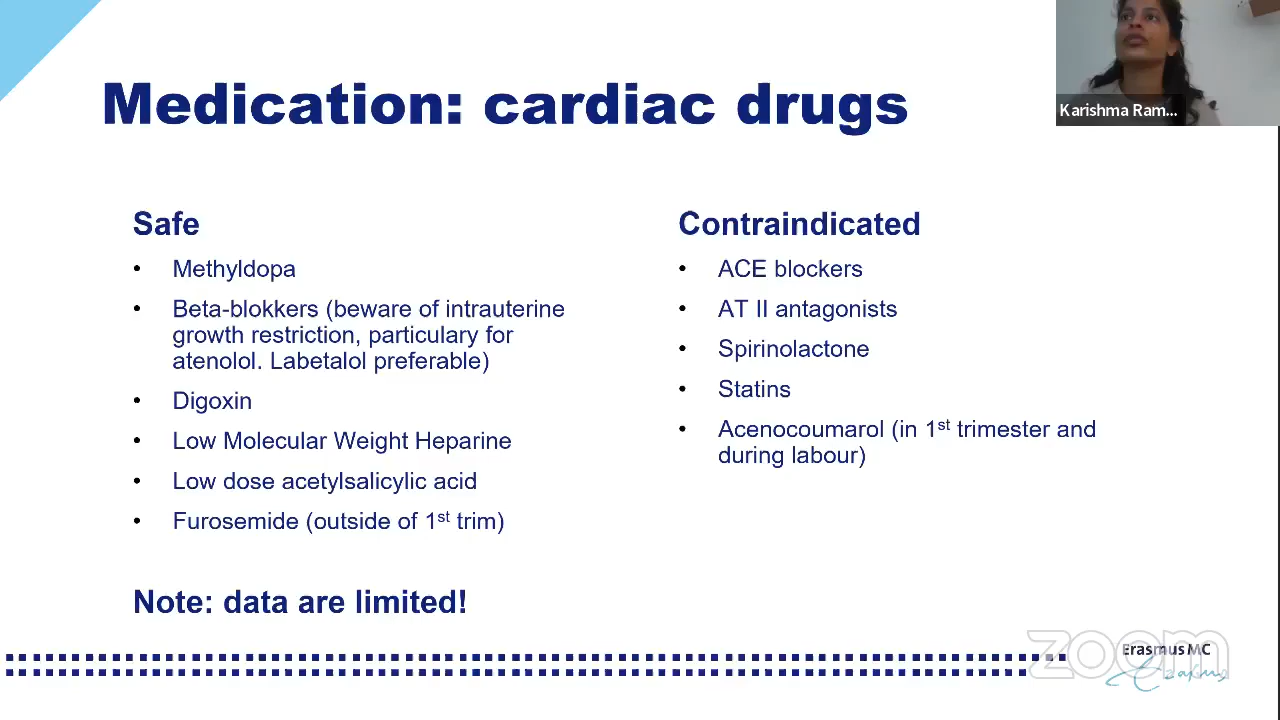 Medication: cardiac drugs
Karishma Ram...
Safe
• Methyldopa
• Beta-blokkers (beware of intrauterine
growth restriction, particulary for
atenolol. Labetalol preferable)
• Digoxin
• Low Molecular Weight Heparine
• Low dose acetylsalicylic acid
• Furosemide (outside of 1st trim)
Contraindicated
• ACE blockers
• AT II antagonists
• Spirinolactone
• Statins
• Acenocoumarol (in 1st trimester and
during labour)
Note: data are limited!
zoom
Erasmus MC
Erasmus